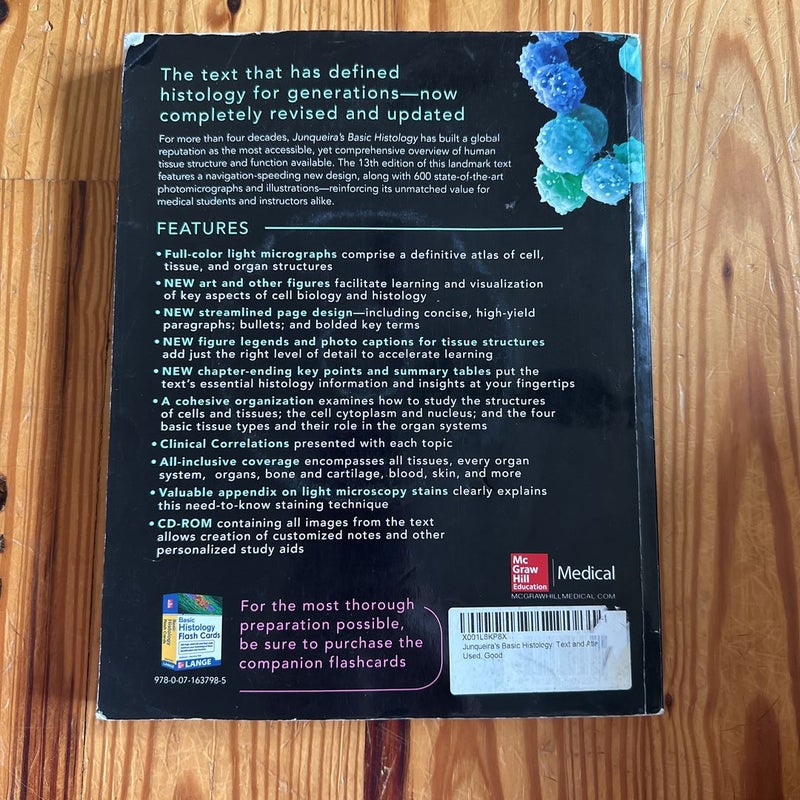 The text that has defined
histology for generations—now
completely revised and updated
For more than four decades, Junqueira's Basic Histology has built a global
reputation as the most accessible, yet comprehensive overview of human
tissue structure and function available. The 13th edition of this landmark text
features a navigation-speeding new design, along with 600 state-of-the-art
photomicrographs and illustrations—reinforcing its unmatched value for
medical students and instructors alike.
FEATURES
• Full-color light micrographs comprise a definitive atlas of cell,
tissue, and organ structures
• NEW art and other figures facilitate learning and visualization
of key aspects of cell biology and histology
• NEW streamlined page design—including concise, high-yield
paragraphs; bullets; and bolded key terms
• NEW figure legends and photo captions for tissue structures
add just the right level of detail to accelerate learning
• NEW chapter-ending key points and summary tables put the
text's essential histology information and insights at your fingertips
• A cohesive organization examines how to study the structures
of cells and tissues; the cell cytoplasm and nucleus; and the four
basic tissue types and their role in the organ systems
• Clinical Correlations presented with each topic
• All-inclusive coverage encompasses all tissues, every organ
system, organs, bone and cartilage, blood, skin, and more
• Valuable appendix on light microscopy stains clearly explains
this need-to-know staining technique
• CD-ROM containing all images from the text
allows creation of customized notes and other
personalized study aids
Mc
Graw
Hill
Education
Medical
MCGRAWHILLMEDICAL.COM
Basic
Histology
Flash Cards
LANGE
978-0-07-163798-5
For the most thorough
preparation possible,
be sure to purchase the
companion flashcards
X001L8KP8X
Junqueira's Basic Histology: Text and Atl
Used, Good